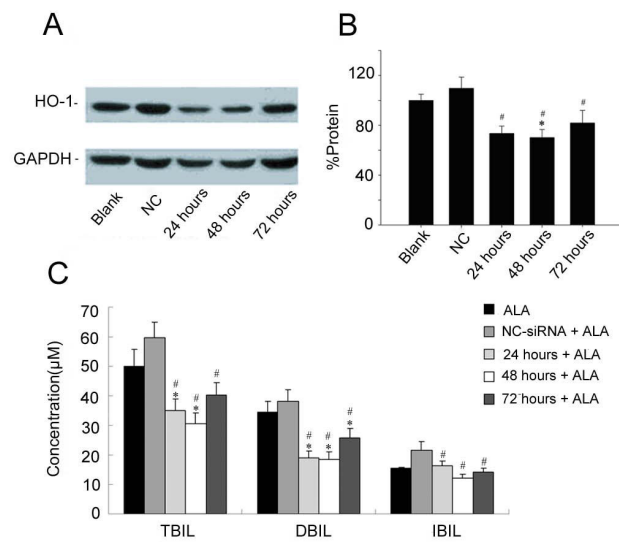 A
HO-1-
GAPDH -
Blank
NC
24 hours
48 hours
72 hours
B
%Protein
120
80
40
0
#
#
*
#
Blank
NC
24 hours
48 hours
72 hours
C
Concentration(μM)
70
60
50
40
30
20
10
0
#
*
#
*
#
#
*
#
*
#
*
#
#
#
TBIL
DBIL
IBIL
ALA
NC-siRNA + ALA
24 hours + ALA
48 hours + ALA
72 hours + ALA